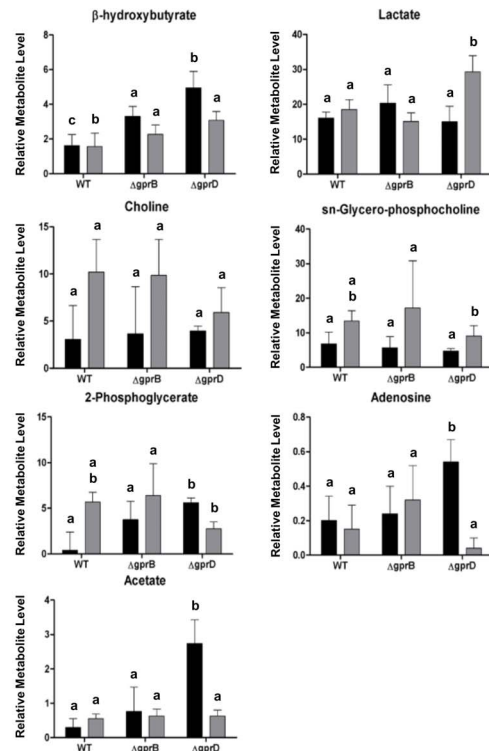 β-hydroxybutyrate
Relative Metabolite Level
8
6
4
2
0
c b a a b a
WT ΔgprB ΔgprD
Lactate
Relative Metabolite Level
40
30
20
10
0
a a a a a b
WT ΔgprB ΔgprD
Choline
Relative Metabolite Level
15
10
5
0
a a a a a a
WT ΔgprB ΔgprD
sn-Glycero-phosphocholine
Relative Metabolite Level
40
30
20
10
0
a a b a a a b
WT ΔgprB ΔgprD
2-Phosphoglycerate
Relative Metabolite Level
15
10
5
0
a a b a a b b
WT ΔgprB ΔgprD
Adenosine
Relative Metabolite Level
0.8
0.6
0.4
0.2
0.0
a a a a b a
WT ΔgprB ΔgprD
Acetate
Relative Metabolite Level
4
3
2
1
0
a a a a b a
WT ΔgprB ΔgprD